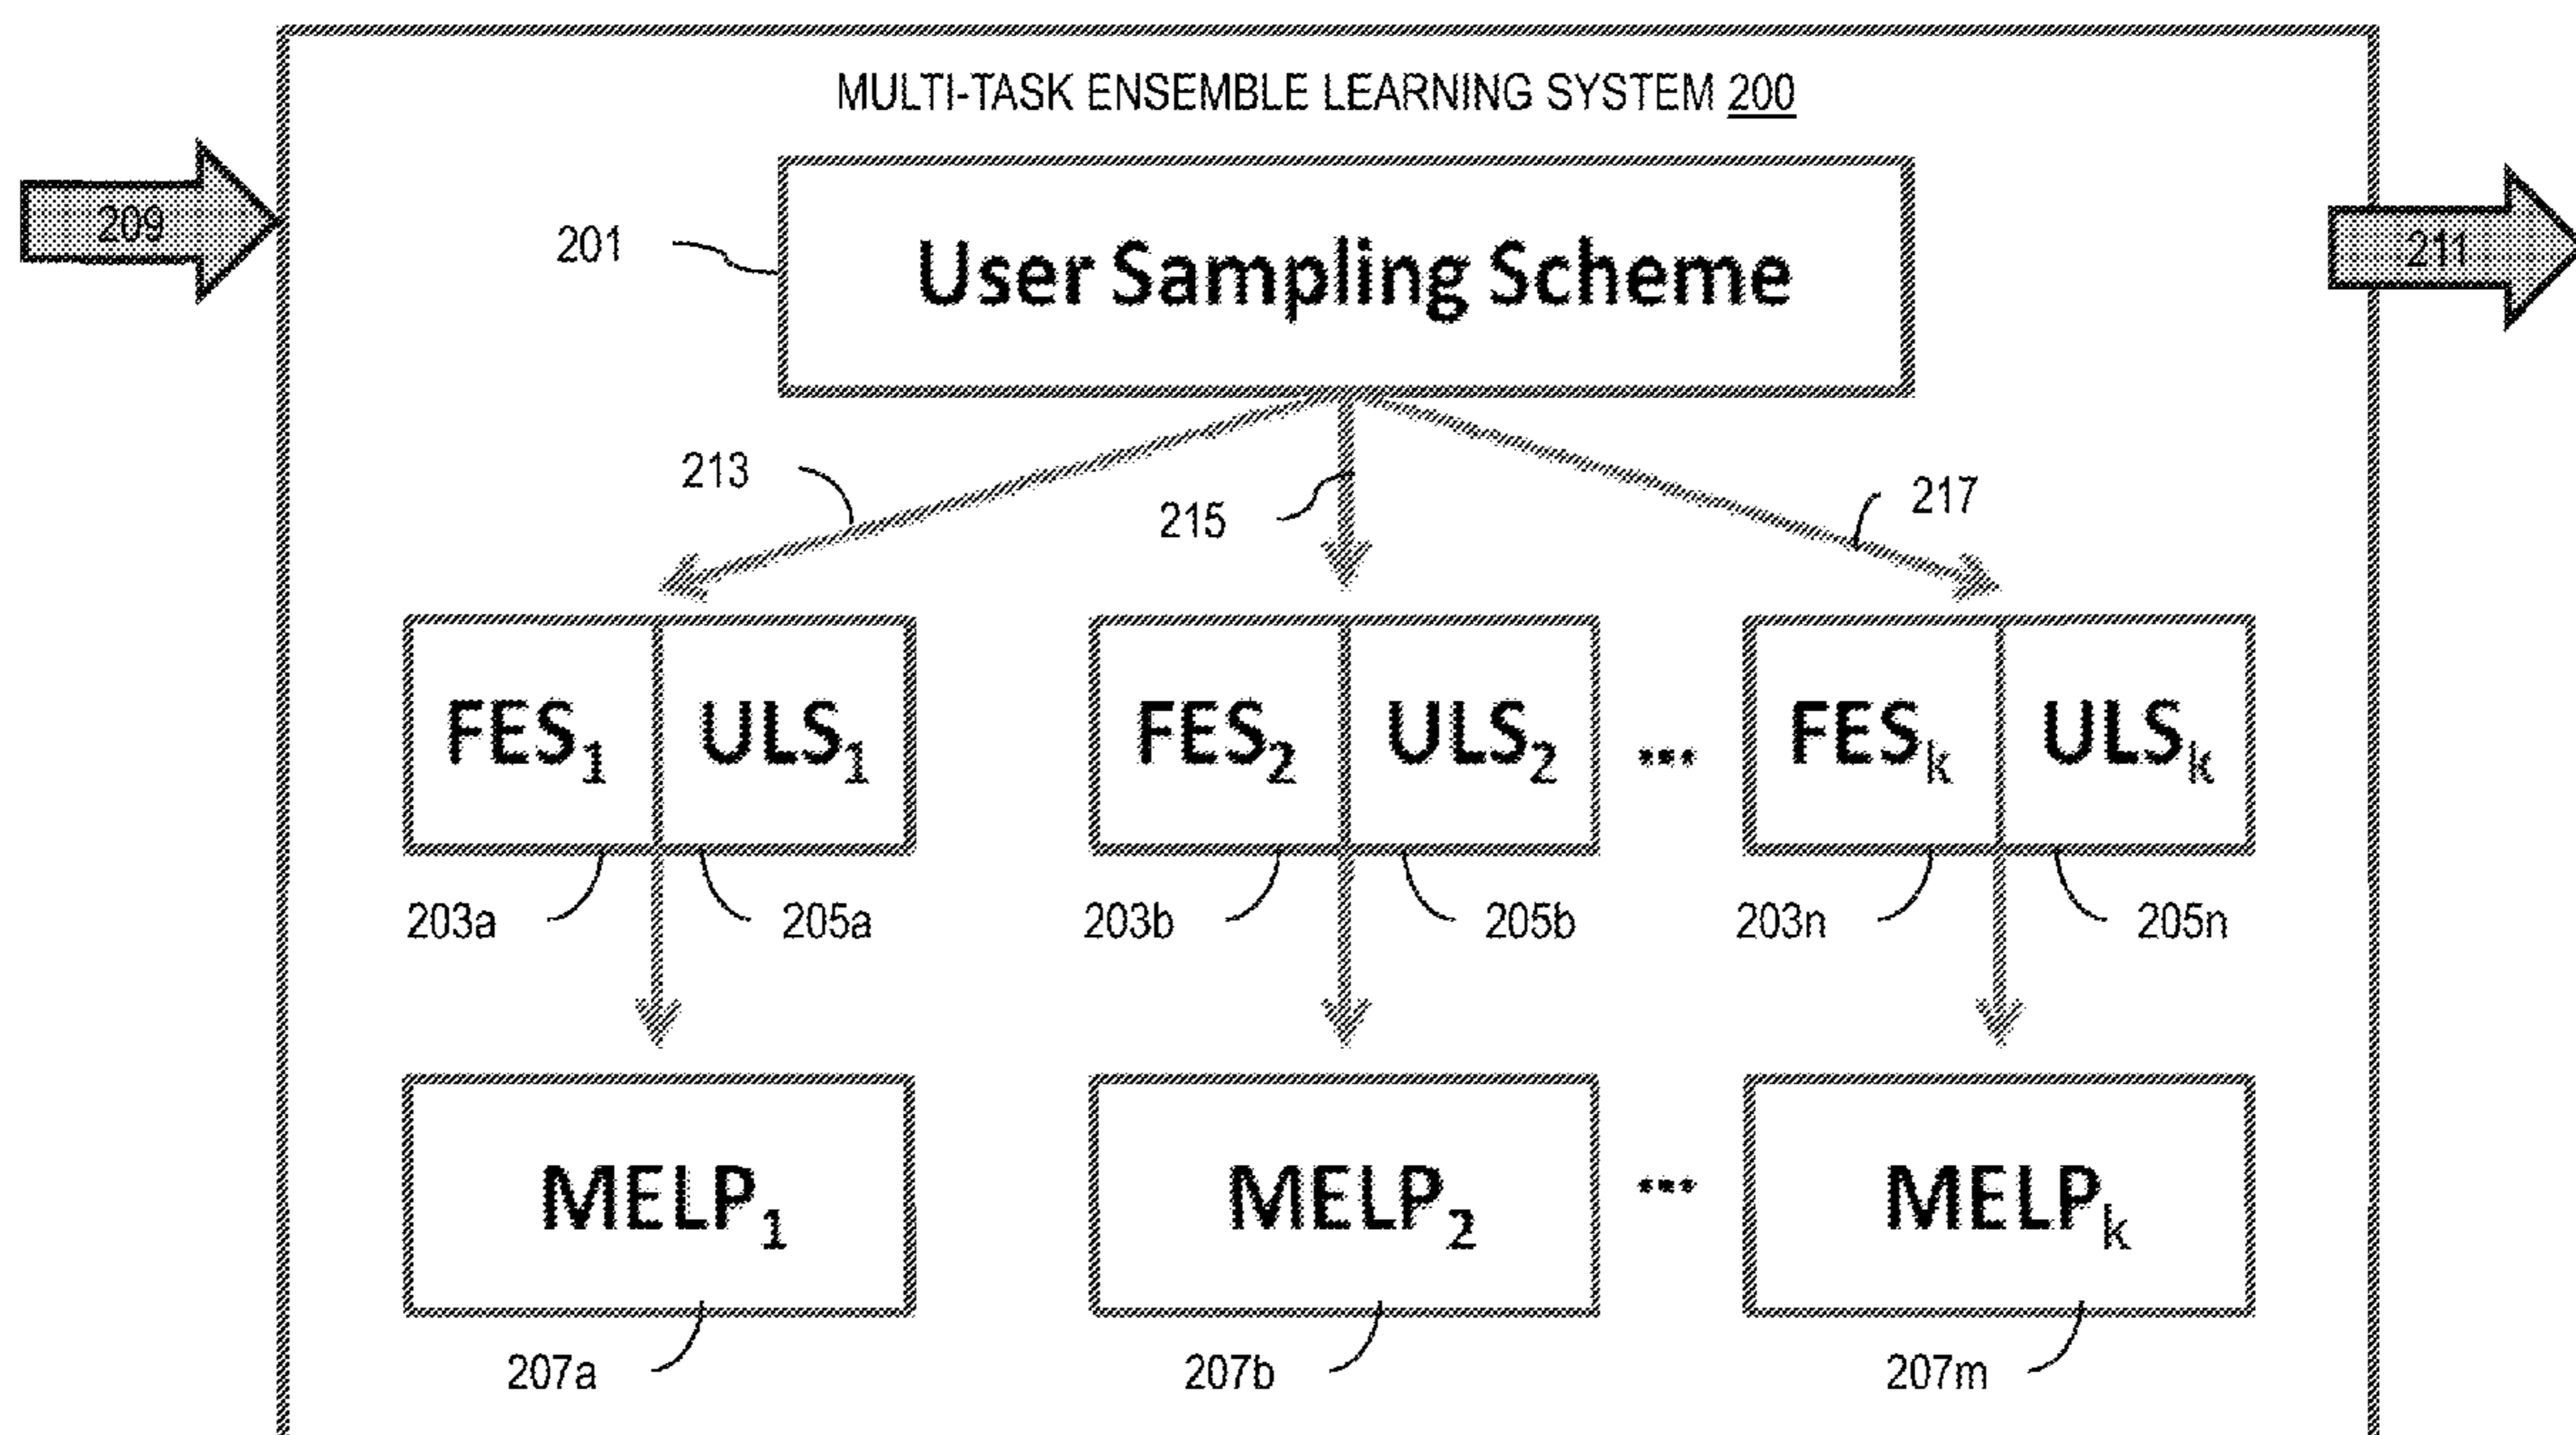 MULTI-TASK ENSEMBLE LEARNING SYSTEM 200
209
201
User Sampling Scheme
211
213
215
217
FES1 ULS1 FES2 ULS2 ... FESk ULSk
203a 205a 203b 205b 203n 205n
MELP1 MELP2 ... MELPk
207a 207b 207m